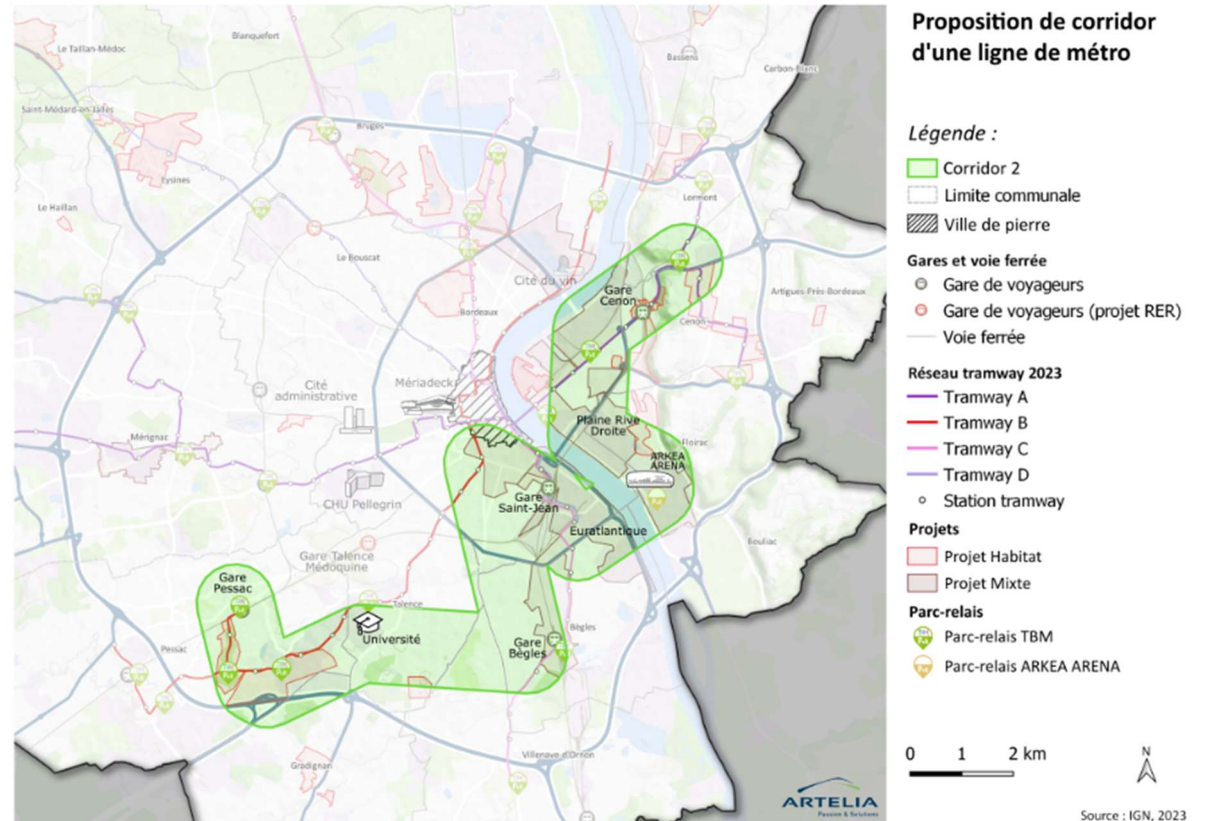 Proposition de corridor
d'une ligne de métro
Légende :
Corridor 2
Limite communale
Ville de pierre
Gares et voie ferrée
Gare de voyageurs
Gare de voyageurs (projet RER)
Voie ferrée
Réseau tramway 2023
Tramway A
Tramway B
Tramway C
Tramway D
Station tramway
Projets
Projet Habitat
Projet Mixte
Parc-relais
Parc-relais TBM
Parc-relais ARKEA ARENA
0 1 2 km
N
Source : IGN, 2023
Le Taillan-Médoc
Blanquefort
Bassens
Carbon-Blanc
Saint-Médard-en-Jalles
Bruges
Eysines
Lormont
Le Haillan
Le Bouscat
Cité du vin
Gare
Cenon
Artigues-Près-Bordeaux
Bordeaux
Cenon
Cité
administrative
Mériadeck
Plaine Rive
Droite
Floirac
Mérignac
ARKEA
ARENA
CHU Pellegrin
Gare
Saint-Jean
Euratlantique
Bouliac
Gare Talence
Médoquine
Gare
Pessac
Talence
Université
Bègles
Gare
Bègles
Pessac
Villenave-d'Ornon
Gradignan
ARTELIA
Passion & Solutions